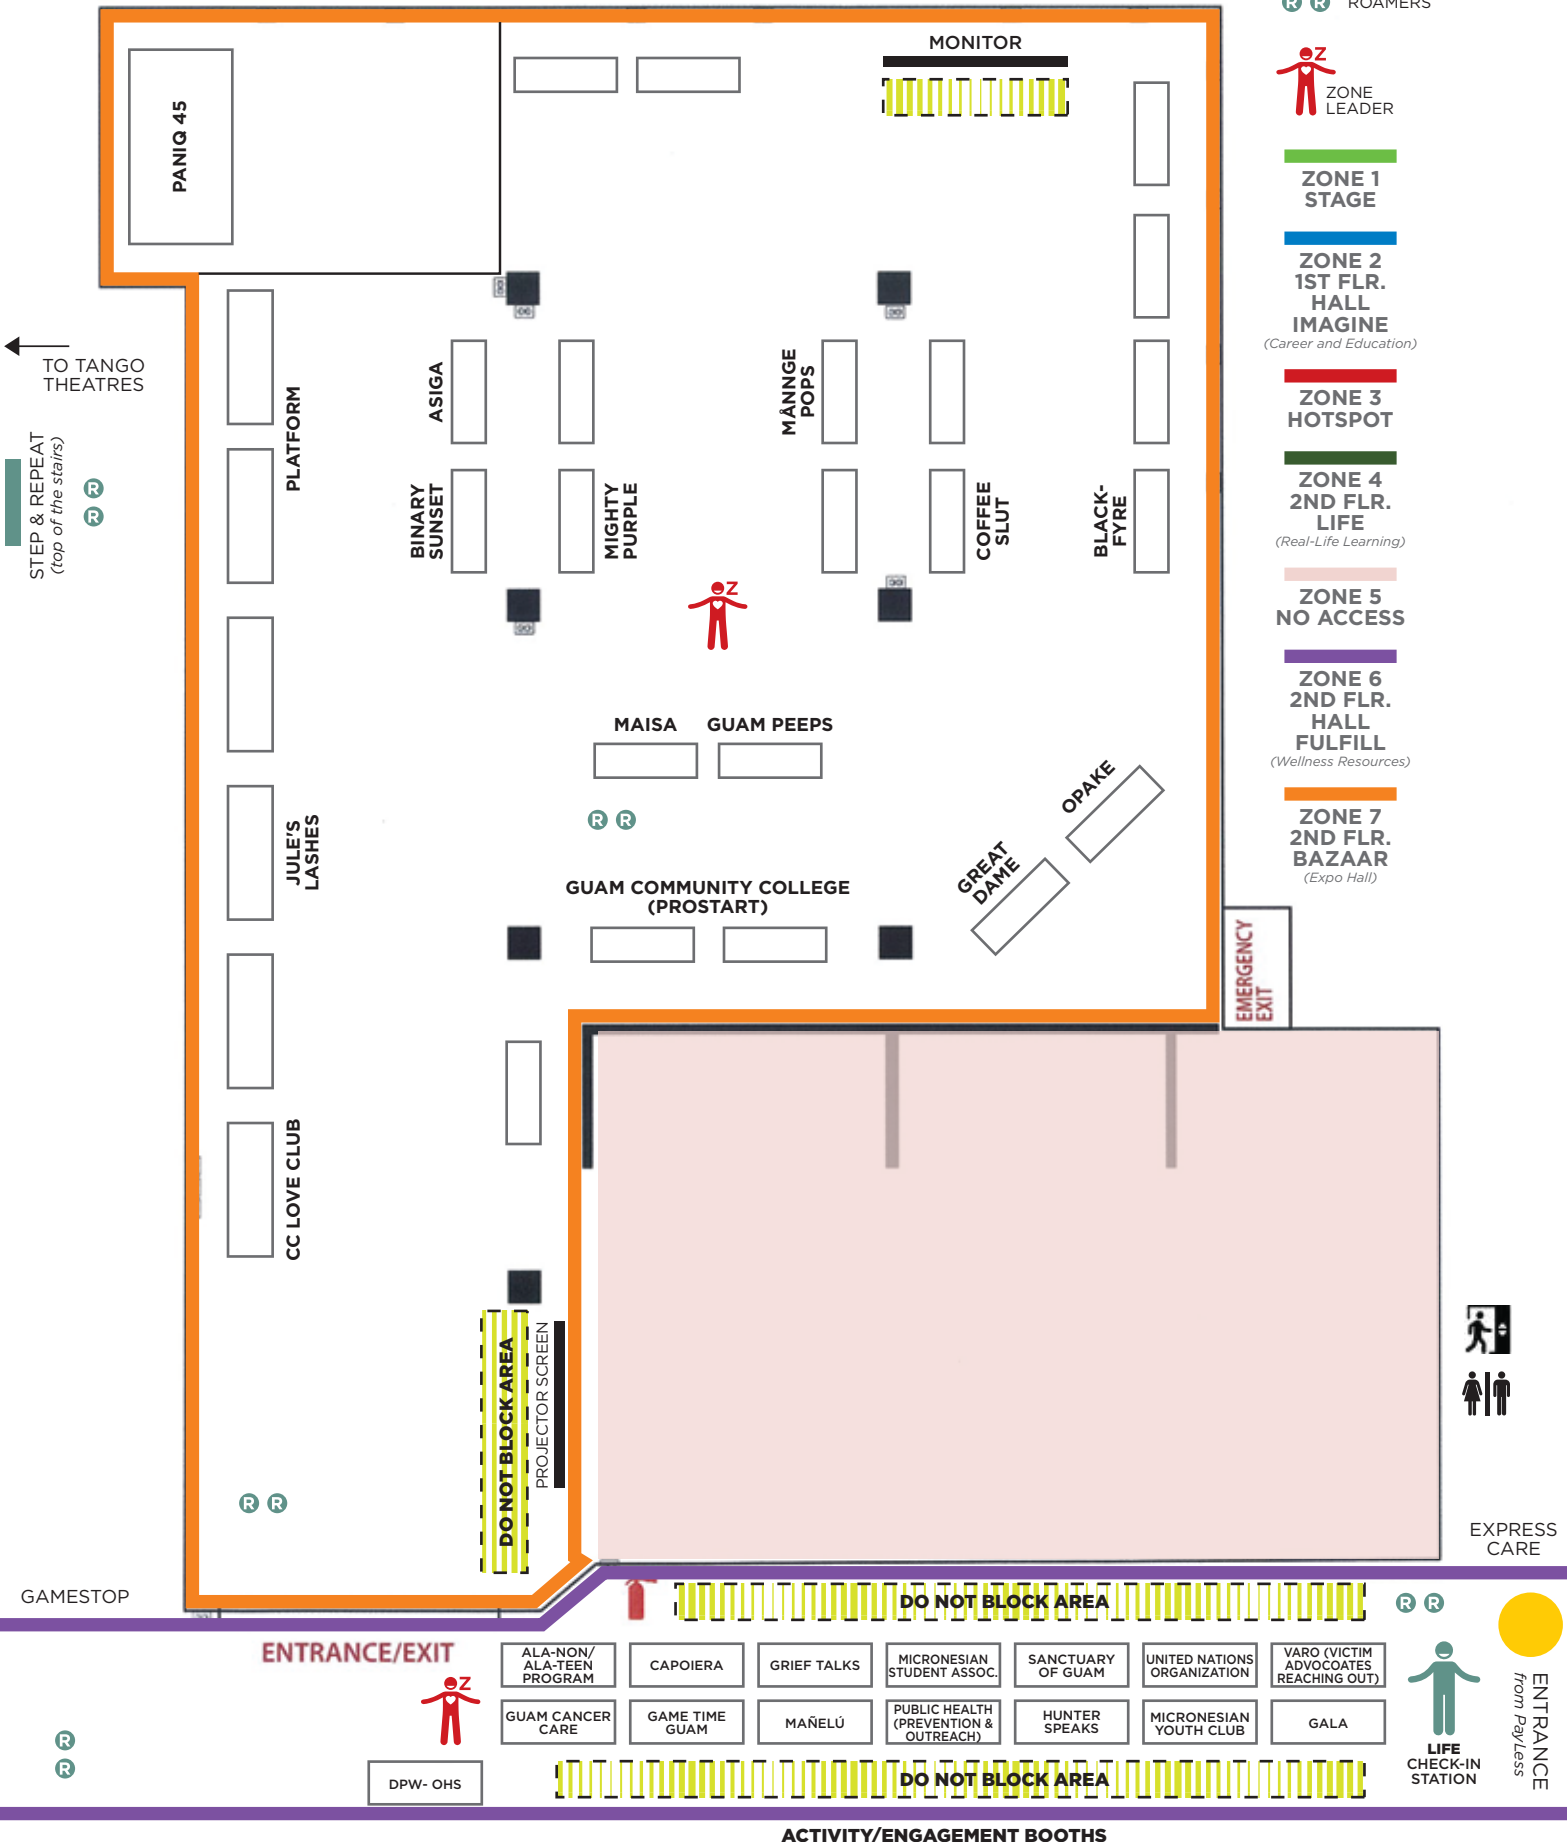 R R ROAMERS
MONITOR
Z
ZONE
LEADER
PANIQ 45
ZONE 1
STAGE
ZONE 2
1ST FLR.
HALL
IMAGINE
(Career and Education)
ZONE 3
HOTSPOT
ZONE 4
2ND FLR.
LIFE
(Real-Life Learning)
ZONE 5
NO ACCESS
ZONE 6
2ND FLR.
HALL
FULFILL
(Wellness Resources)
ZONE 7
2ND FLR.
BAZAAR
(Expo Hall)
TO TANGO
THEATRES
STEP & REPEAT
(top of the stairs)
R
R
PLATFORM
ASIGA
BINARY
SUNSET
MIGHTY
PURPLE
MÅNNGE
POPS
COFFEE
SLUT
BLACK-
FYRE
Z
MAISA
GUAM PEEPS
R R
OPAKE
GREAT
DAME
JULE'S
LASHES
GUAM COMMUNITY COLLEGE
(PROSTART)
EMERGENCY
EXIT
CC LOVE CLUB
DO NOT BLOCK AREA
PROJECTOR SCREEN
R R
EXPRESS
CARE
GAMESTOP
DO NOT BLOCK AREA
R R
ENTRANCE/EXIT
Z
ALA-NON/
ALA-TEEN
PROGRAM
CAPOIERA
GRIEF TALKS
MICRONESIAN
STUDENT ASSOC.
SANCTUARY
OF GUAM
UNITED NATIONS
ORGANIZATION
VARO (VICTIM
ADVOCOATES
REACHING OUT)
GUAM CANCER
CARE
GAME TIME
GUAM
MAÑELÚ
PUBLIC HEALTH
(PREVENTION &
OUTREACH)
HUNTER
SPEAKS
MICRONESIAN
YOUTH CLUB
GALA
LIFE
CHECK-IN
STATION
ENTRANCE
from PayLess
R
R
DPW- OHS
DO NOT BLOCK AREA
ACTIVITY/ENGAGEMENT BOOTHS